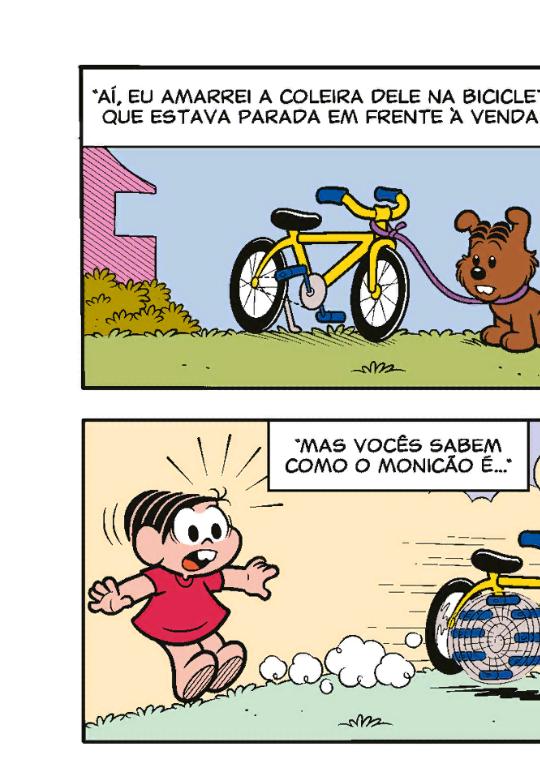 "AÍ, EU AMARREI A COLEIRA DELE NA
QUE ESTAVA PARADA EM FRENTE À VENDA
"MAS VOCÊS SABEM
COMO O MONICÃO É..."